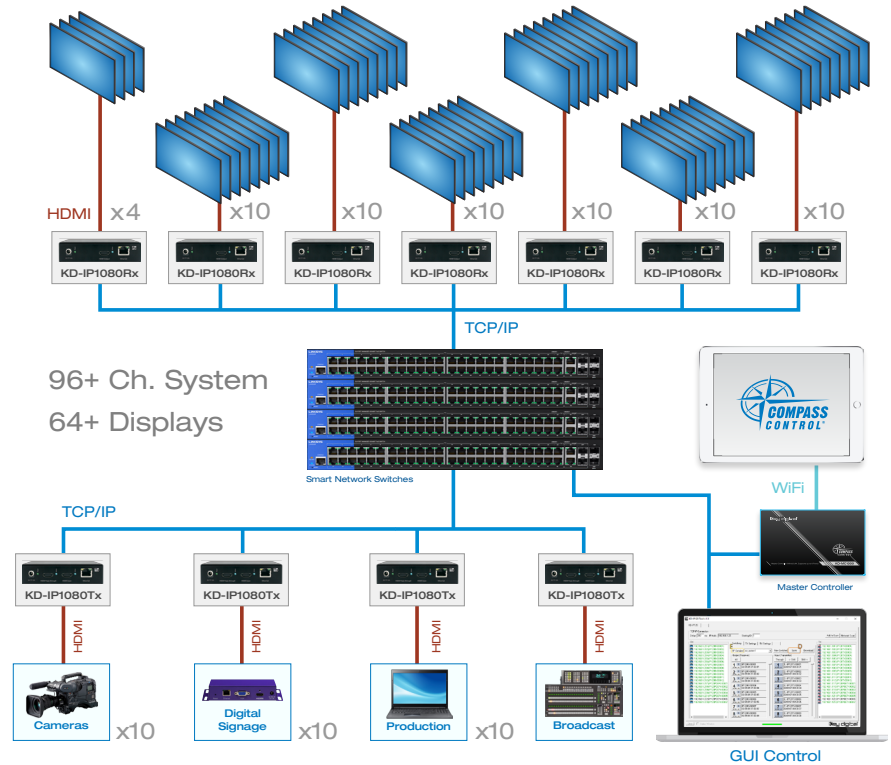 HDMI
x4
x10
x10
x10
x10
x10
x10
KD-IP1080Rx
KD-IP1080Rx
KD-IP1080Rx
KD-IP1080Rx
KD-IP1080Rx
KD-IP1080Rx
KD-IP1080Rx
TCP/IP
96+ Ch. System
64+ Displays
Smart Network Switches
COMPASS
CONTROL®
WiFi
Master Controller
TCP/IP
KD-IP1080Tx
KD-IP1080Tx
KD-IP1080Tx
KD-IP1080Tx
HDMI
HDMI
HDMI
HDMI
Cameras
x10
Digital
Signage
x10
Production
x10
Broadcast
Key digital
GUI Control